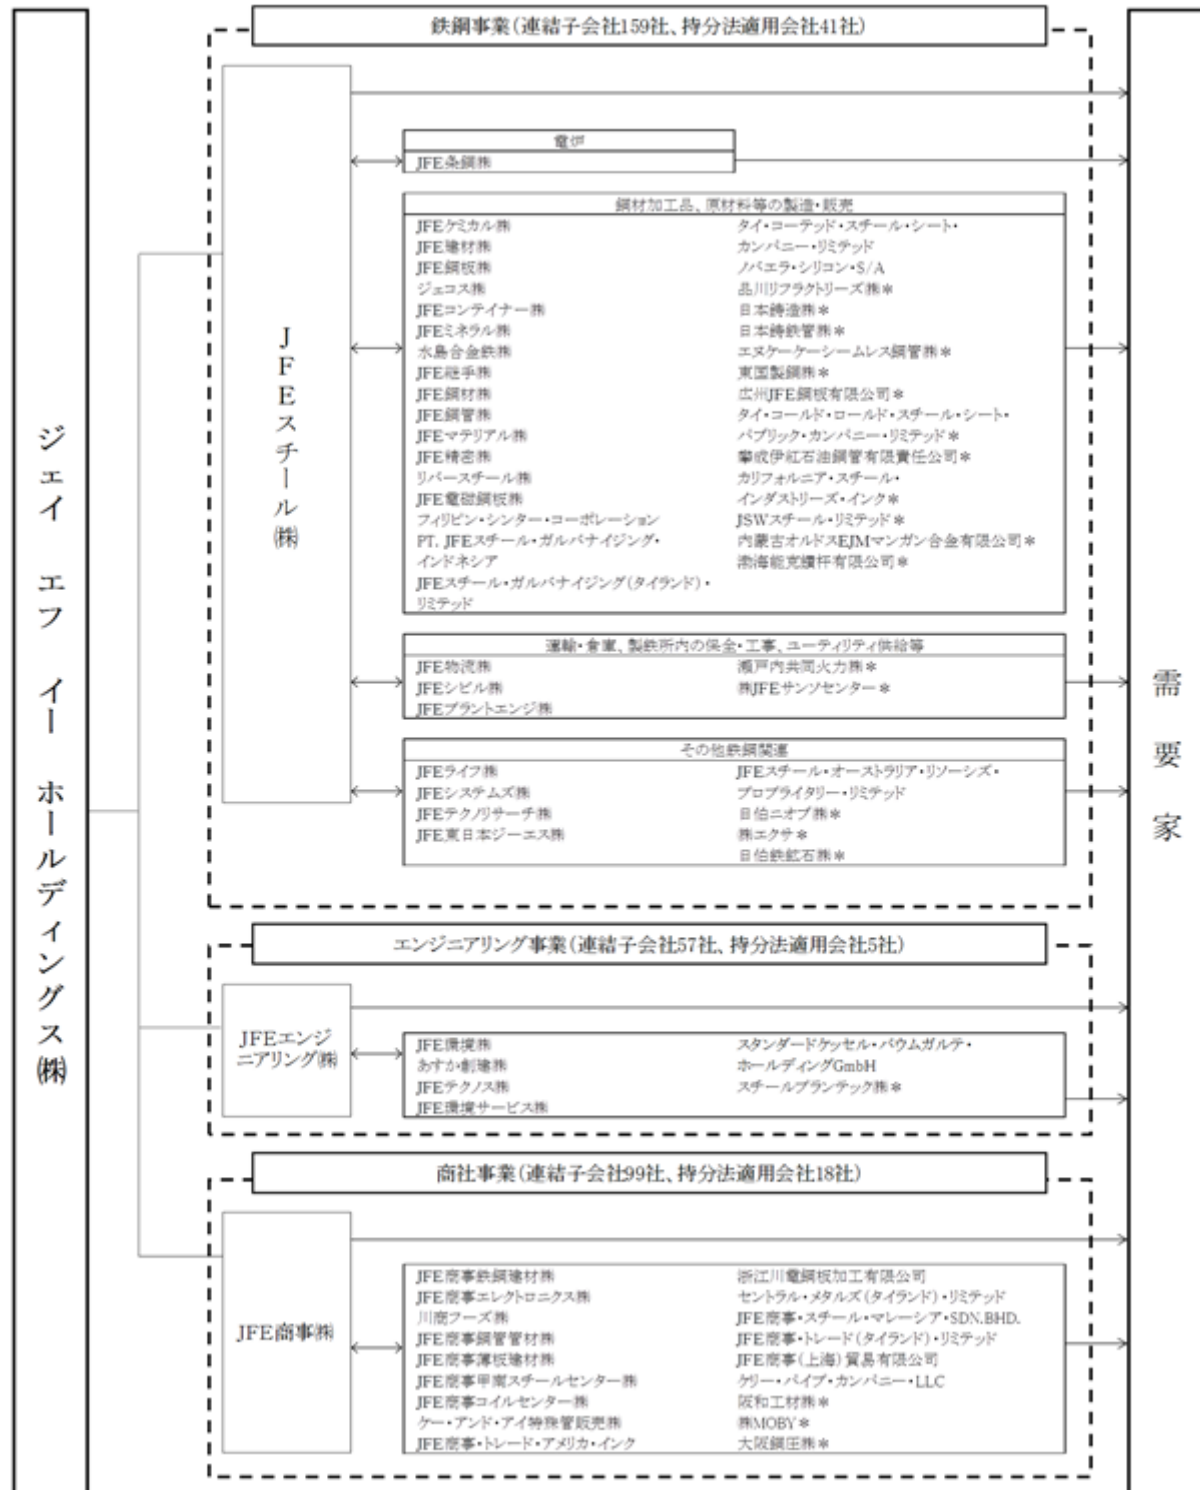 ジェイ エフ イー ホールディングス㈱
鉄鋼事業(連結子会社159社、持分法適用会社41社)
JFEスチール㈱
電炉
JFE条鋼㈱
鋼材加工品、原材料等の製造・販売
JFEケミカル㈱
JFE建材㈱
JFE鋼板㈱
ジェコス㈱
JFEコンテイナー㈱
JFEミネラル㈱
水島合金鉄㈱
JFE継手㈱
JFE鋼材㈱
JFE鋼管㈱
JFEマテリアル㈱
JFE精密㈱
リバースチール㈱
JFE電磁鋼板㈱
フィリピン・シンター・コーポレーション
PT. JFEスチール・ガルバナイジング・
インドネシア
JFEスチール・ガルバナイジング(タイランド)・
リミテッド
タイ・コーテッド・スチール・シート・
カンパニー・リミテッド
ノバエラ・シリコン・S/A
品川リフラクトリーズ㈱＊
日本鋳造㈱＊
日本鋳鉄管㈱＊
エヌケーケーシームレス鋼管㈱＊
東国製鋼㈱＊
広州JFE鋼板有限公司＊
タイ・コールド・ロールド・スチール・シート・
パブリック・カンパニー・リミテッド＊
攀成伊紅石油鋼管有限責任公司＊
カリフォルニア・スチール・
インダストリーズ・インク＊
JSWスチール・リミテッド＊
内蒙古オルドスEJMマンガン合金有限公司＊
渤海能克鑽杆有限公司＊
運輸・倉庫、製鉄所内の保全・工事、ユーティリティ供給等
JFE物流㈱
JFEシビル㈱
JFEプラントエンジ㈱
瀬戸内共同火力㈱＊
㈱JFEサンソセンター＊
その他鉄鋼関連
JFEライフ㈱
JFEシステムズ㈱
JFEテクノリサーチ㈱
JFE東日本ジーエス㈱
JFEスチール・オーストラリア・リソーシズ・
プロプライタリー・リミテッド
日伯ニオブ㈱＊
㈱エクサ＊
日伯鉄鉱石㈱＊
エンジニアリング事業(連結子会社57社、持分法適用会社5社)
JFEエンジ
ニアリング㈱
JFE環境㈱
あすか創建㈱
JFEテクノス㈱
JFE環境サービス㈱
スタンダードケッセル・バウムガルテ・
ホールディングGmbH
スチールプランテック㈱＊
商社事業(連結子会社99社、持分法適用会社18社)
JFE商事㈱
JFE商事鉄鋼建材㈱
JFE商事エレクトロニクス㈱
川商フーズ㈱
JFE商事鋼管管材㈱
JFE商事薄板建材㈱
JFE商事甲南スチールセンター㈱
JFE商事コイルセンター㈱
ケー・アンド・アイ特殊管販売㈱
JFE商事・トレード・アメリカ・インク
浙江川電鋼板加工有限公司
セントラル・メタルズ(タイランド)・リミテッド
JFE商事・スチール・マレーシア・SDN.BHD.
JFE商事・トレード(タイランド)・リミテッド
JFE商事(上海)貿易有限公司
ケリー・パイプ・カンパニー・LLC
阪和工材㈱＊
㈱MOBY＊
大阪鋼圧㈱＊
需要家